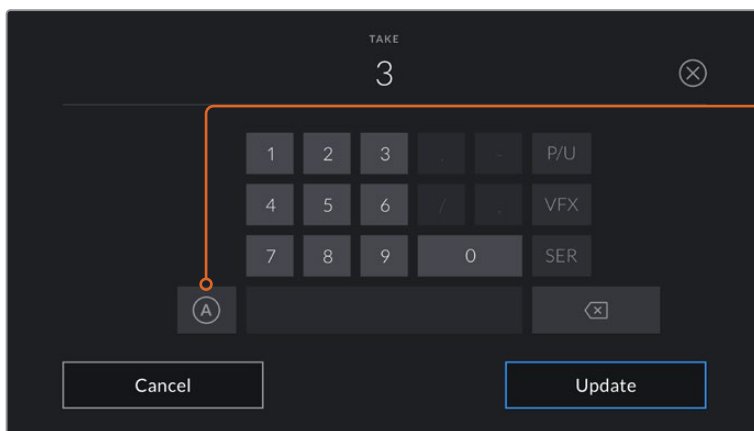 TAKE
3
1 2 3 . - P/U
4 5 6 / , VFX
7 8 9 0 SER
A
Cancel Update